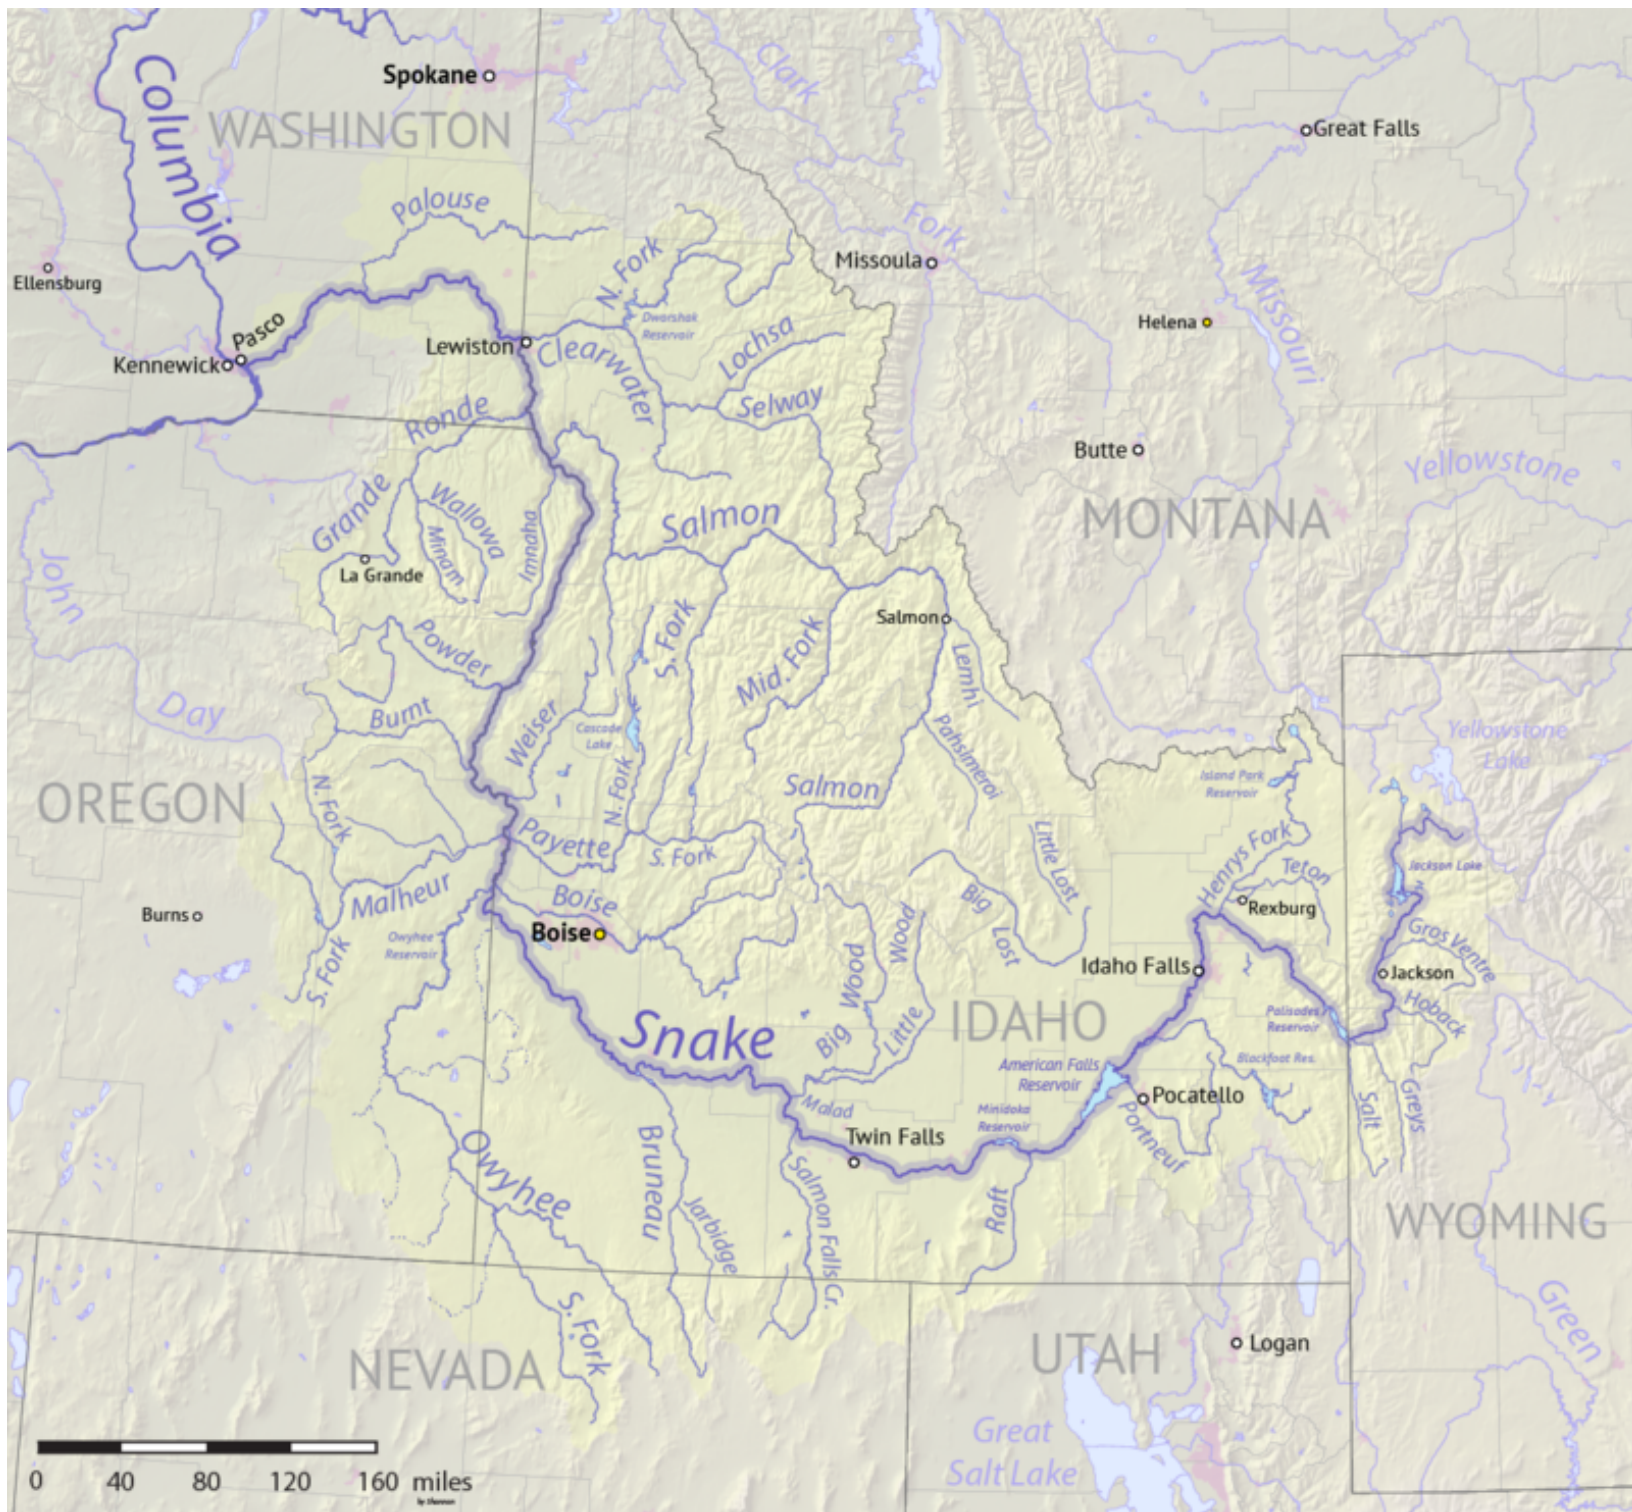 Columbia
Spokane
WASHINGTON
Clark
Fork
Great Falls
Palouse
Ellensburg
Pasco
Kennewick
Lewiston
N. Fork
Dworshak
Reservoir
Clearwater
Lochsa
Selway
Missoula
Helena
Missouri
Butte
MONTANA
Yellowstone
Grande
Ronde
Wallowa
Minam
Imnaha
La Grande
Salmon
S. Fork
Mid. Fork
Salmon
Lemhi
Pahsimeroi
Salmon
John
Day
Powder
Burnt
Weiser
Cascade
Lake
N. Fork
Payette
S. Fork
OREGON
N. Fork
Malheur
S. Fork
Burns
Owyhee
Reservoir
Boise
Boise
Little Lost
Big
Lost
Big
Wood
Little
Wood
Henrys Fork
Island Park
Reservoir
Teton
Rexburg
Yellowstone
Lake
Jackson Lake
Gros Ventre
Jackson
Hoback
Idaho Falls
Palisades
Reservoir
IDAHO
Snake
American Falls
Reservoir
Blackfoot Res.
Pocatello
Portneuf
Minidoka
Reservoir
Malad
Twin Falls
Salt
Greys
Owyhee
Bruneau
Jarbidge
Salmon Falls Cr.
Raft
WYOMING
Green
S. Fork
NEVADA
UTAH
Logan
Great
Salt Lake
0 40 80 120 160 miles
by Shannon